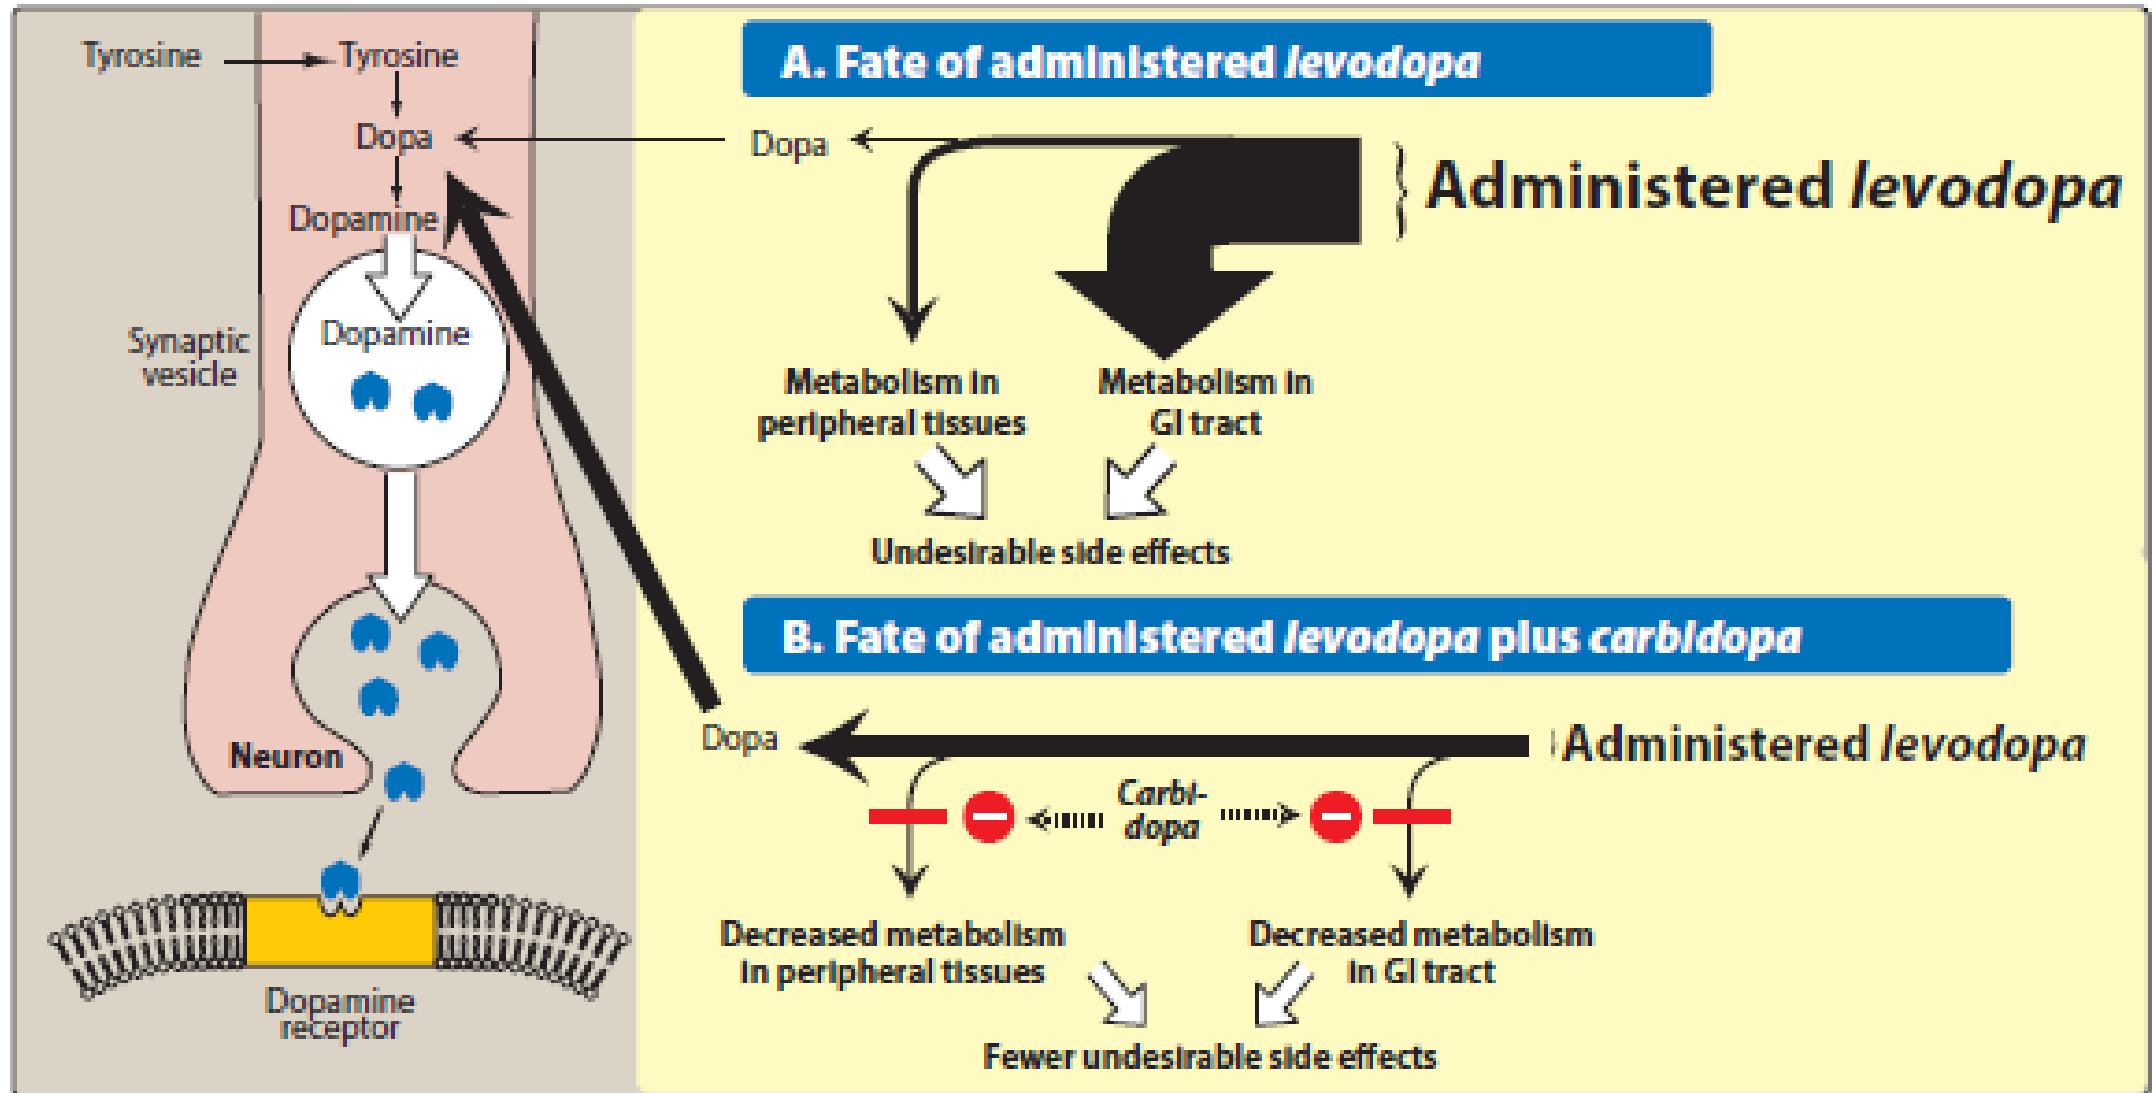 Tyrosine
Tyrosine
Dopa
Dopamine
Dopamine
Synaptic
vesicle
Neuron
Dopamine
receptor
A. Fate of administered levodopa
Dopa
Administered levodopa
Metabolism in
peripheral tissues
Metabolism in
GI tract
Undesirable side effects
B. Fate of administered levodopa plus carbidopa
Dopa
Administered levodopa
Carbi-
dopa
Decreased metabolism
in peripheral tissues
Decreased metabolism
in GI tract
Fewer undesirable side effects